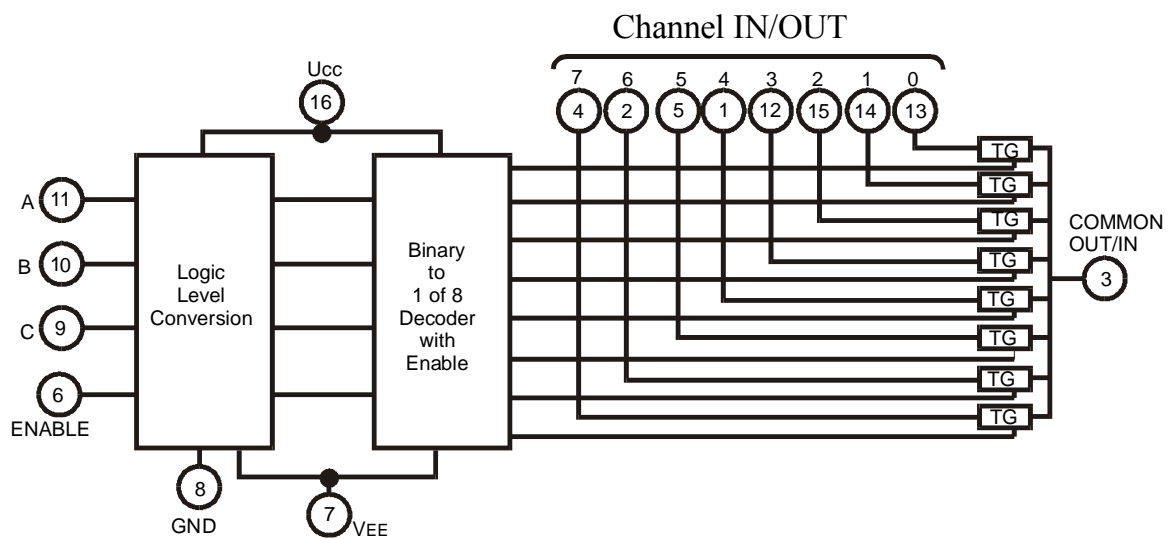 Channel IN/OUT
Ucc
7 6 5 4 3 2 1 0
16
4 2 5 1 12 15 14 13
TG
TG
TG
TG
TG
TG
TG
TG
A 11
B 10
C 9
6
ENABLE
Logic
Level
Conversion
Binary
to
1 of 8
Decoder
with
Enable
COMMON
OUT/IN
3
8
GND
7
VEE